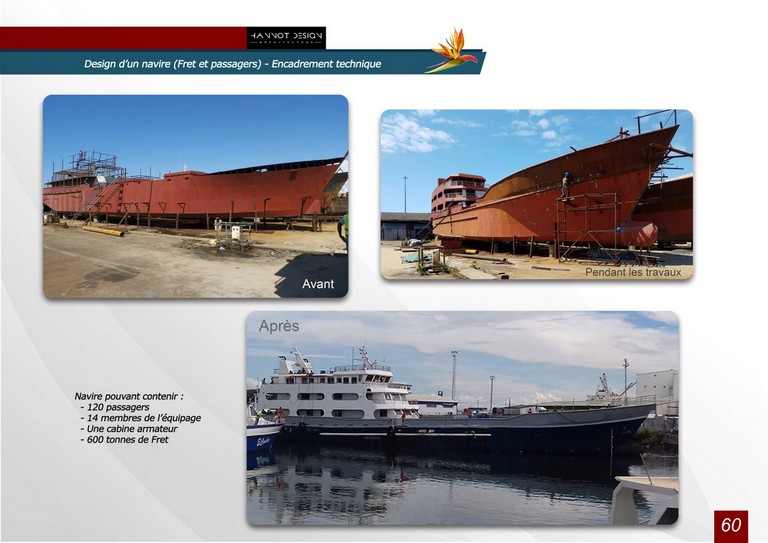 HANNOT DESIGN
ARCHITECTURE
Design d'un navire (Fret et passagers) - Encadrement technique
Avant
Pendant les travaux
Après
Navire pouvant contenir :
- 120 passagers
- 14 membres de l'équipage
- Une cabine armateur
- 600 tonnes de Fret
60